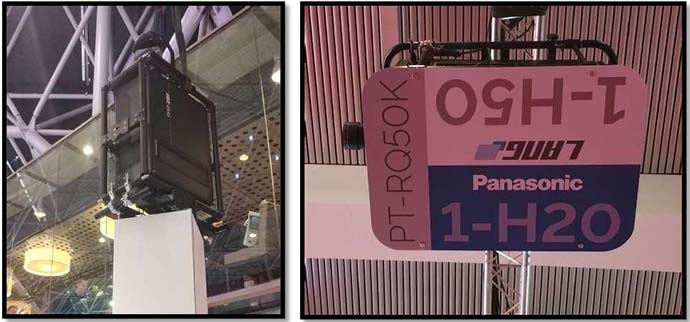 PT-RQ50K
1-H50
LANG
Panasonic
1-H20